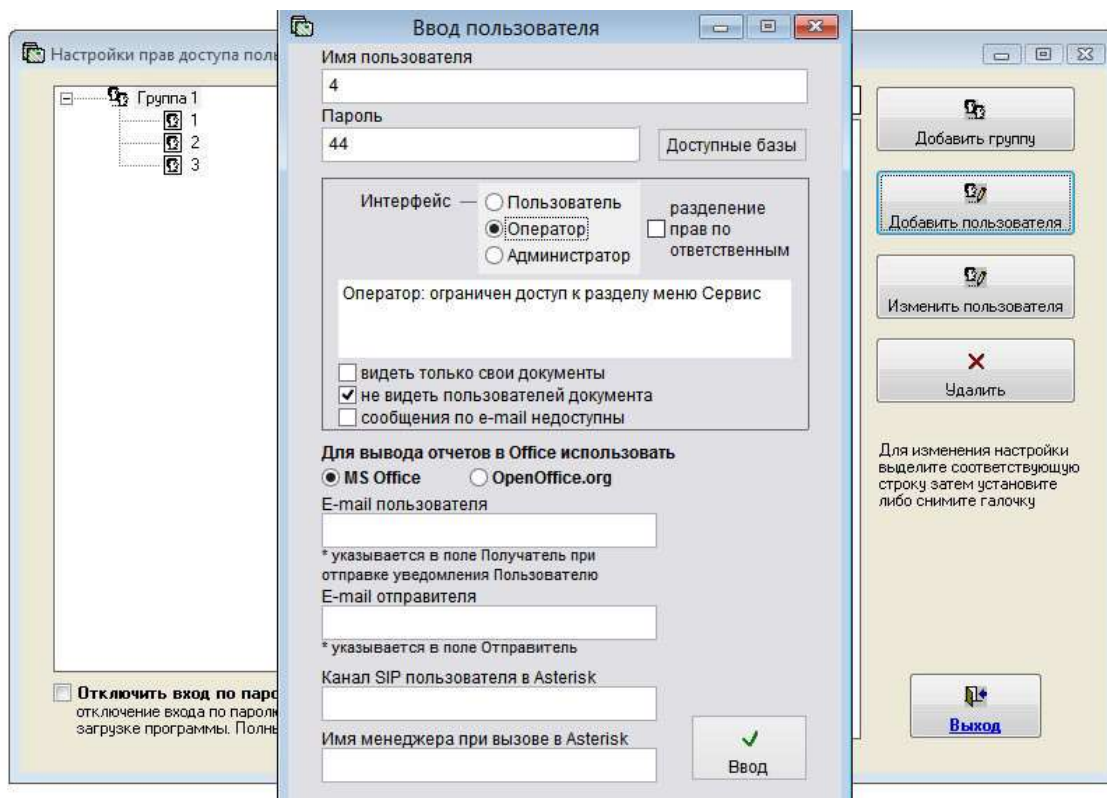 Ввод пользователя
Настройки прав доступа поль
Группа 1
1
2
3
Имя пользователя
4
Пароль
44
Доступные базы
Интерфейс
Пользователь
Оператор
Администратор
разделение
прав по
ответственным
Оператор: ограничен доступ к разделу меню Сервис
видеть только свои документы
не видеть пользователей документа
сообщения по e-mail недоступны
Для вывода отчетов в Office использовать
MS Office
OpenOffice.org
E-mail пользователя
* указывается в поле Получатель при
отправке уведомления Пользователю
E-mail отправителя
* указывается в поле Отправитель
Канал SIP пользователя в Asterisk
Имя менеджера при вызове в Asterisk
Ввод
Добавить группу
Добавить пользователя
Изменить пользователя
Удалить
Для изменения настройки
выделите соответствующую
строку затем установите
либо снимите галочку
Отключить вход по паро
отключение входа по паролю
загрузке программы. Полны
Выход